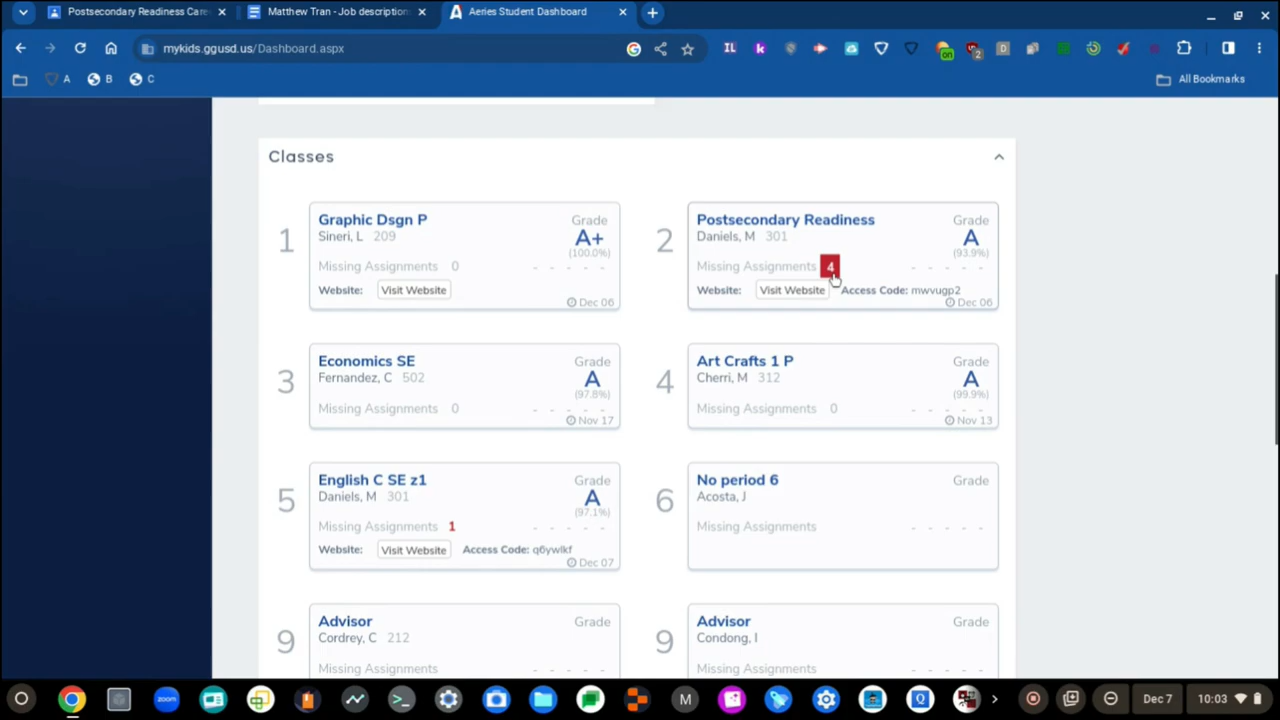 Postsecondary Readiness Care
Matthew Tran - Job description
Aeries Student Dashboard
mykids.ggusd.us/Dashboard.aspx
A
B
C
All Bookmarks
Classes
1
Graphic Dsgn P
Sineri, L 209
Grade
A+
(100.0%)
Missing Assignments 0
- - - - -
Website: Visit Website
Dec 06
2
Postsecondary Readiness
Daniels, M 301
Grade
A
(93.9%)
Missing Assignments 4
- - - - -
Website: Visit Website Access Code: mwvugp2
Dec 06
3
Economics SE
Fernandez, C 502
Grade
A
(97.8%)
Missing Assignments 0
- - - - -
Nov 17
4
Art Crafts 1 P
Cherri, M 312
Grade
A
(99.9%)
Missing Assignments 0
- - - - -
Nov 13
5
English C SE z1
Daniels, M 301
Grade
A
(97.1%)
Missing Assignments 1
- - - - -
Website: Visit Website Access Code: q6ywlkf
Dec 07
6
No period 6
Acosta, J
Grade
Missing Assignments
- - - - -
9
Advisor
Cordrey, C 212
Grade
Missing Assignments
- - - - -
9
Advisor
Condong, I
Grade
Missing Assignments
- - - - -
zoom
M
Q
Dec 7
10:03